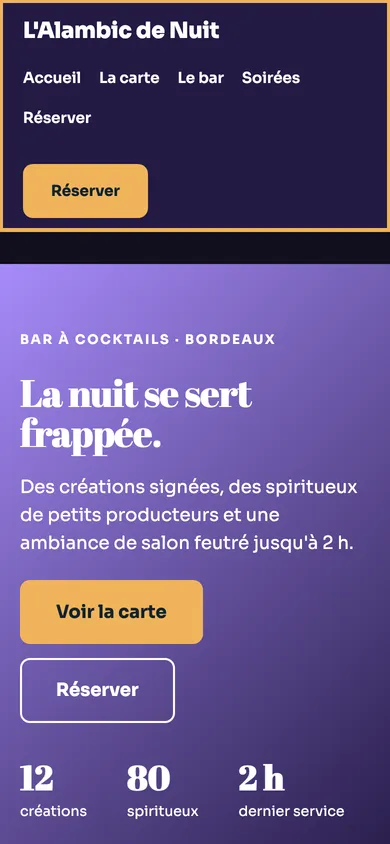 L'Alambic de Nuit
Accueil La carte Le bar Soirées
Réserver
Réserver
BAR À COCKTAILS · BORDEAUX
La nuit se sert
frappée.
Des créations signées, des spiritueux
de petits producteurs et une
ambiance de salon feutré jusqu'à 2 h.
Voir la carte
Réserver
12 80 2 h
créations spiritueux dernier service